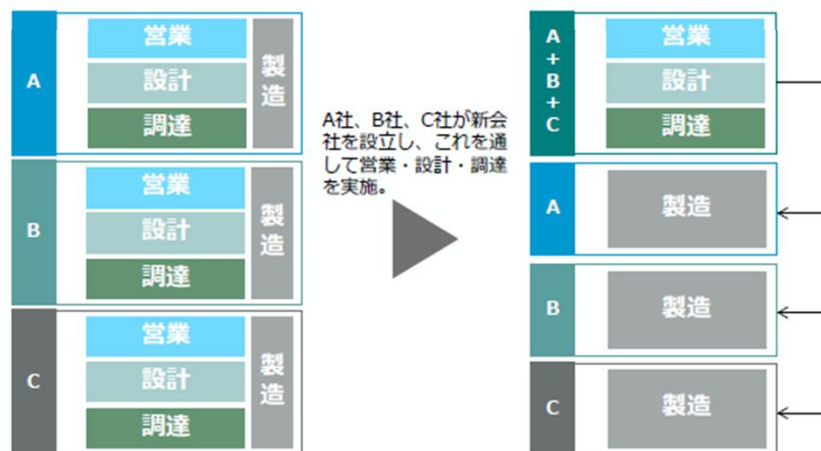 A
営業
設計
調達
製造
B
営業
設計
調達
製造
C
営業
設計
調達
製造
A社、B社、C社が新会
社を設立し、これを通
して営業・設計・調達
を実施。
A
+
B
+
C
営業
設計
調達
A
製造
B
製造
C
製造